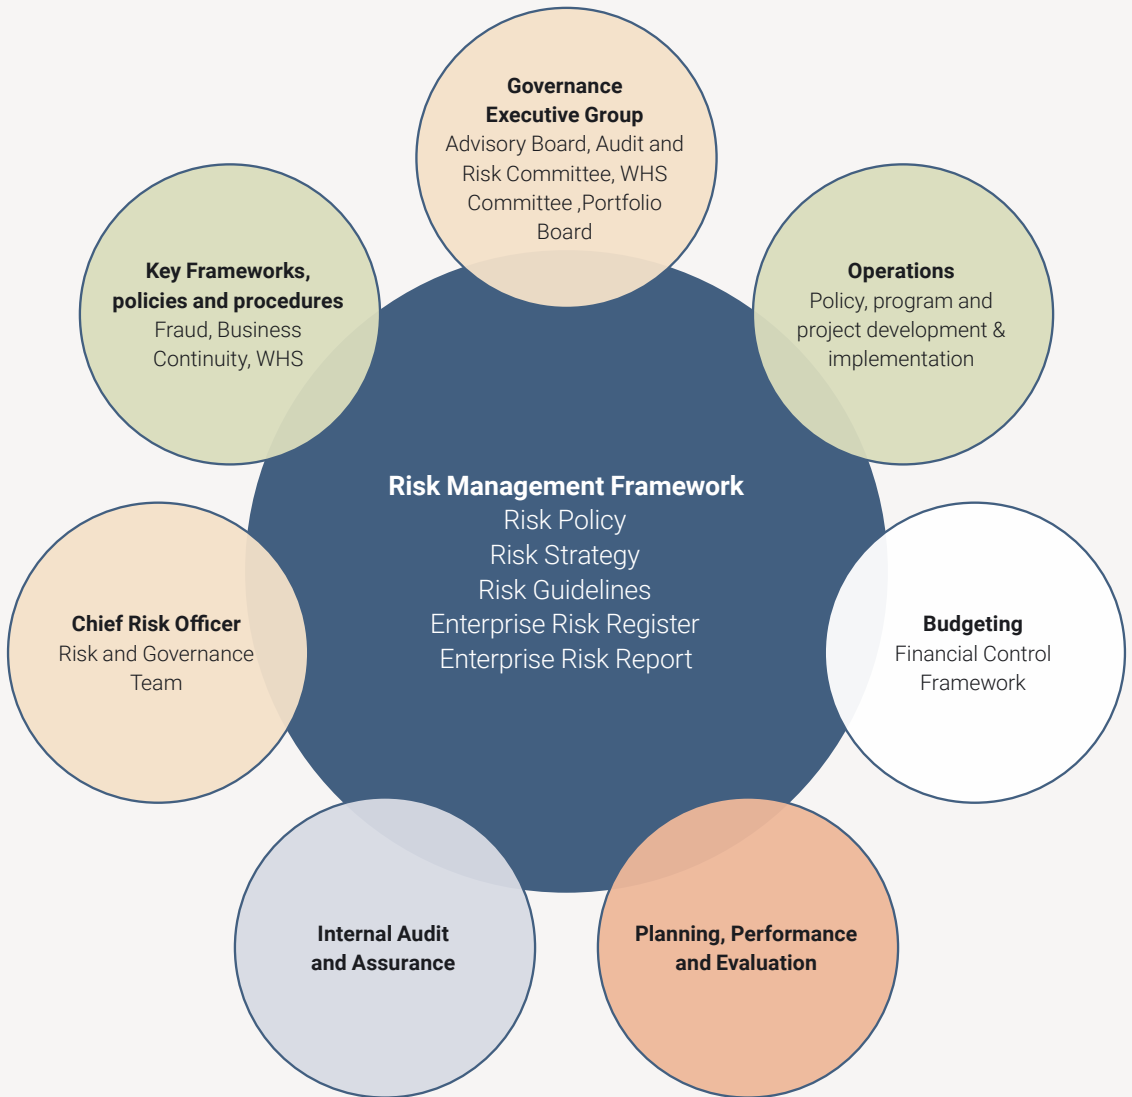 Governance
Executive Group
Advisory Board, Audit and
Risk Committee, WHS
Committee ,Portfolio
Board
Key Frameworks,
policies and procedures
Fraud, Business
Continuity, WHS
Operations
Policy, program and
project development &
implementation
Risk Management Framework
Risk Policy
Risk Strategy
Risk Guidelines
Enterprise Risk Register
Enterprise Risk Report
Chief Risk Officer
Risk and Governance
Team
Budgeting
Financial Control
Framework
Internal Audit
and Assurance
Planning, Performance
and Evaluation